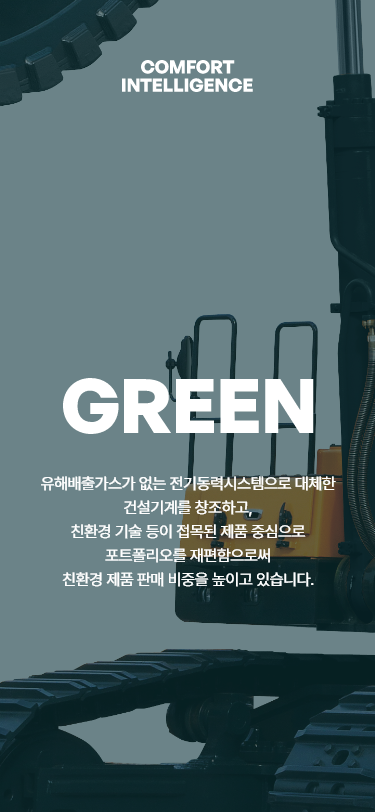 COMFORT
INTELLIGENCE
GREEN
유해배출가스가 없는 전기동력시스템으로 대체한
건설기계를 창조하고,
친환경 기술 등이 접목된 제품 중심으로
포트폴리오를 재편함으로써
친환경 제품 판매 비중을 높이고 있습니다.